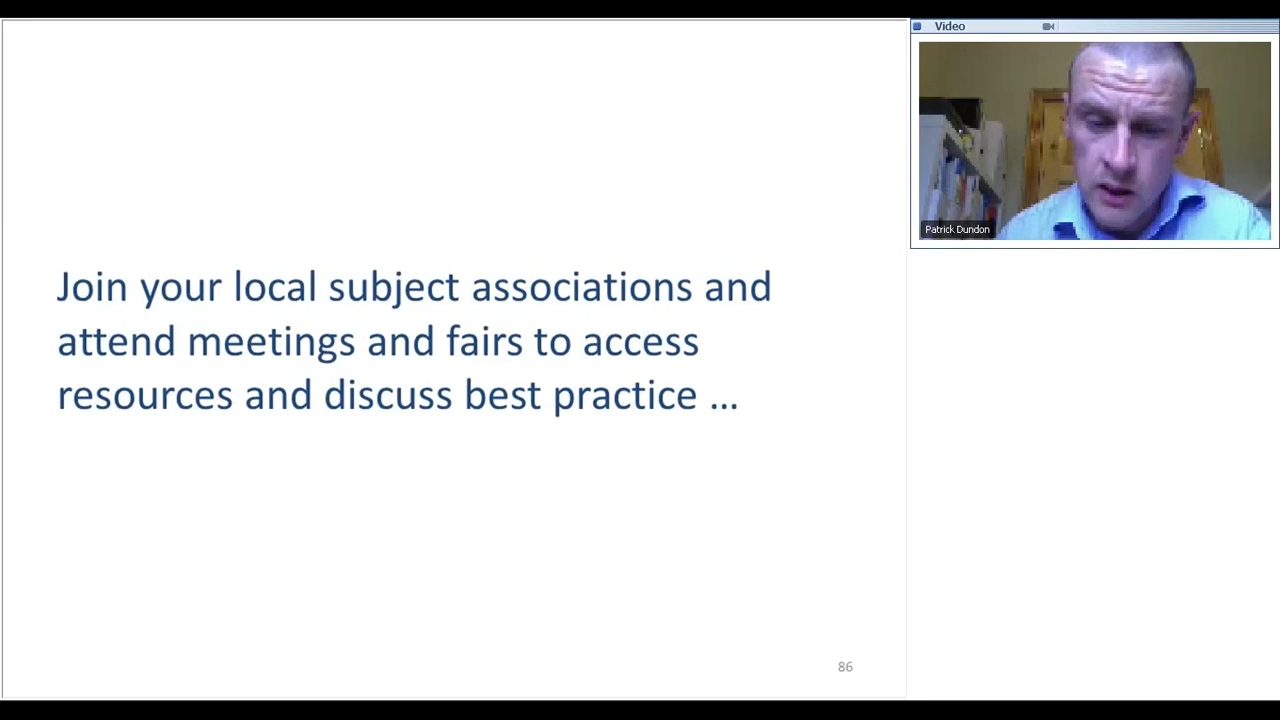 Video
Patrick Dundon
Join your local subject associations and
attend meetings and fairs to access
resources and discuss best practice ...
86